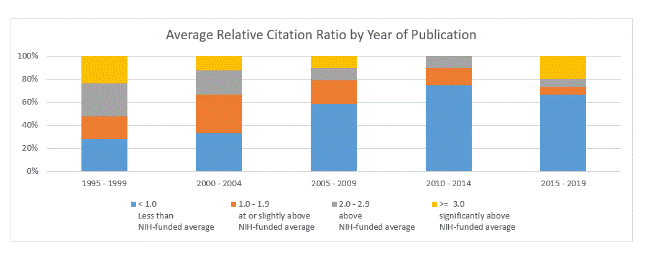 Average Relative Citation Ratio by Year of Publication
100%
80%
60%
40%
20%
0%
1995 - 1999 2000 - 2004 2005 - 2009 2010 - 2014 2015 - 2019
< 1.0 1.0 - 1.9 2.0 - 2.9 >= 3.0
Less than at or slightly above above significantly above
NIH-funded average NIH-funded average NIH-funded average NIH-funded average